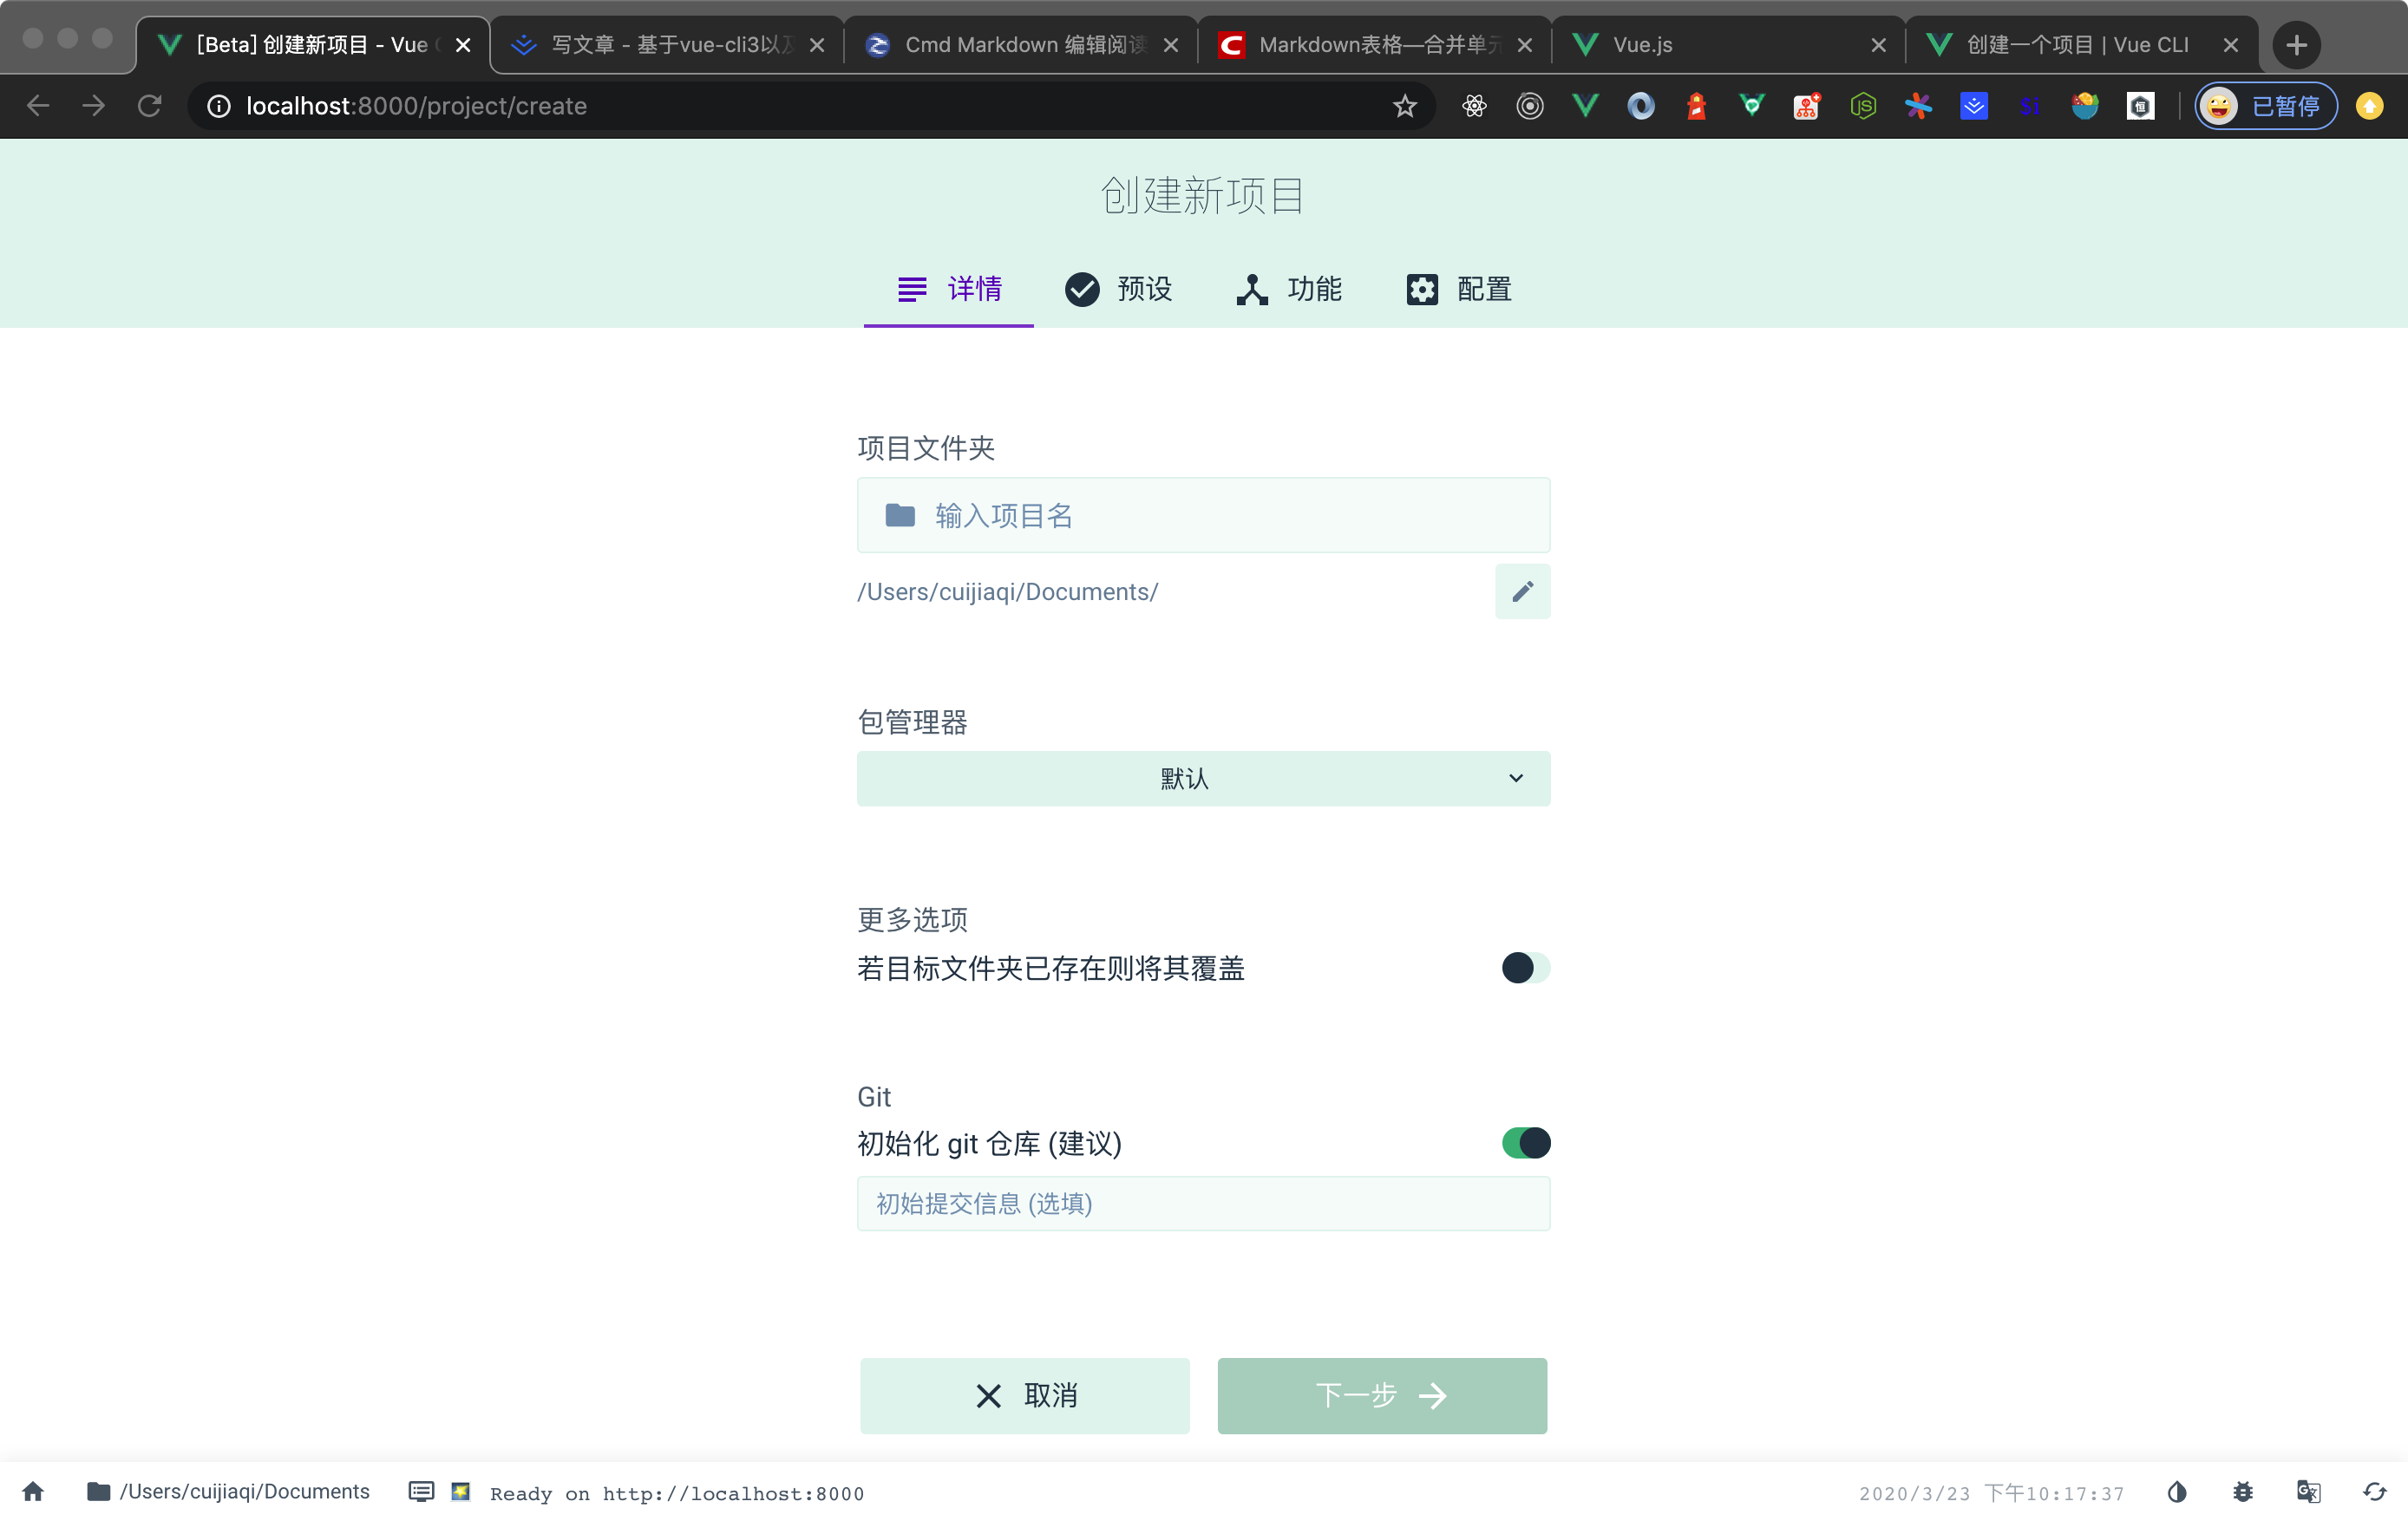 [Beta] 创建新项目 - Vue
写文章 - 基于vue-cli3以及
Cmd Markdown 编辑阅读
Markdown表格—合并单元
Vue.js
创建一个项目 | Vue CLI
localhost:8000/project/create
已暂停
创建新项目
详情
预设
功能
配置
项目文件夹
输入项目名
/Users/cuijiaqi/Documents/
包管理器
默认
更多选项
若目标文件夹已存在则将其覆盖
Git
初始化 git 仓库 (建议)
初始提交信息 (选填)
取消
下一步
/Users/cuijiaqi/Documents
Ready on http://localhost:8000
2020/3/23 下午10:17:37